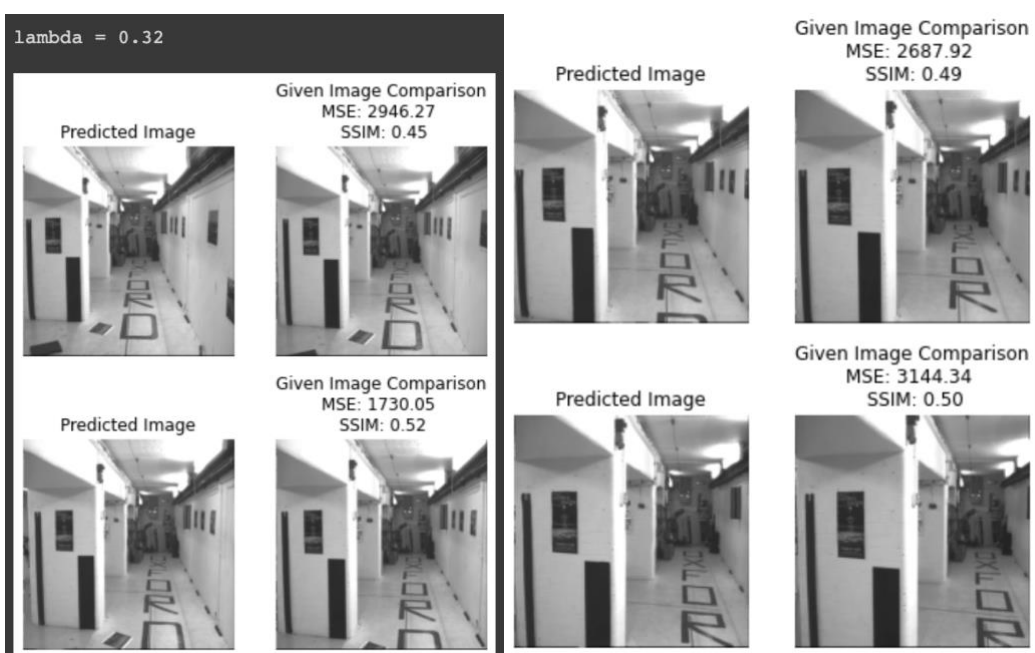 lambda = 0.32
Predicted Image
Given Image Comparison
MSE: 2946.27
SSIM: 0.45
Predicted Image
Given Image Comparison
MSE: 1730.05
SSIM: 0.52
Predicted Image
Given Image Comparison
MSE: 2687.92
SSIM: 0.49
Predicted Image
Given Image Comparison
MSE: 3144.34
SSIM: 0.50